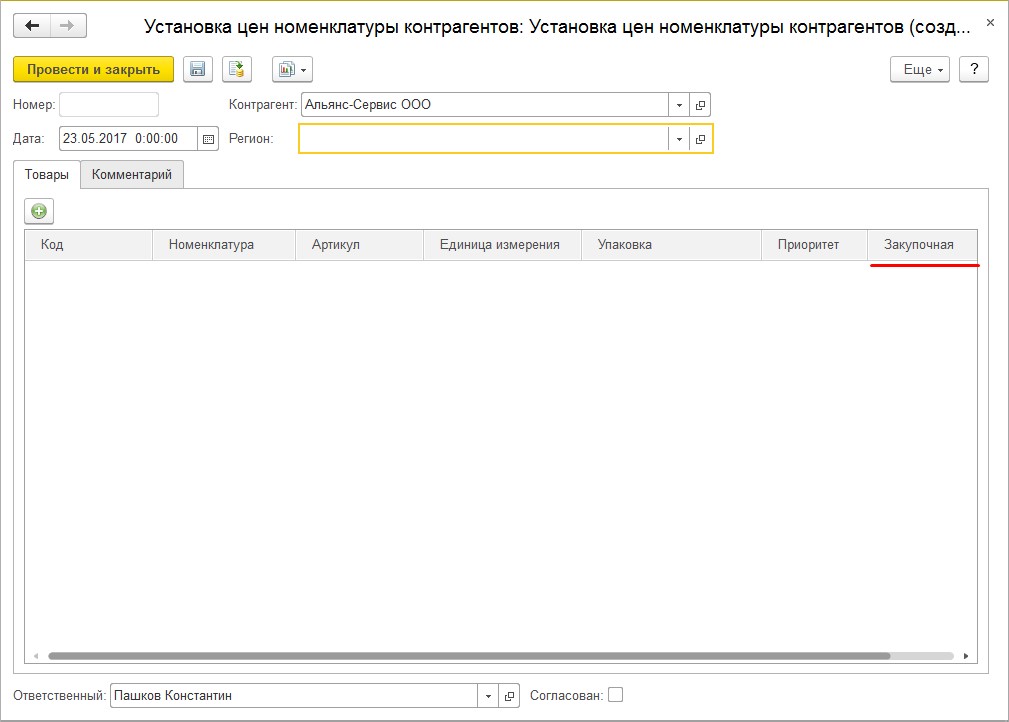 Установка цен номенклатуры контрагентов: Установка цен номенклатуры контрагентов (созд...
Провести и закрыть Еще ?
Номер: Контрагент: Альянс-Сервис ООО
Дата: 23.05.2017 0:00:00 Регион:
Товары Комментарий
Код Номенклатура Артикул Единица измерения Упаковка Приоритет Закупочная
Ответственный: Пашков Константин Согласован: